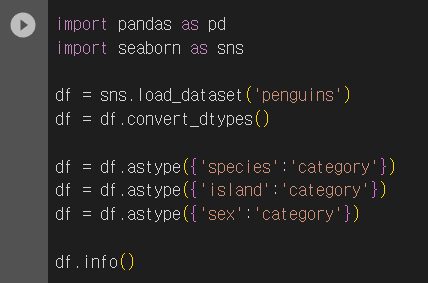 import pandas as pd
import seaborn as sns
df = sns.load_dataset('penguins')
df = df.convert_dtypes()
df = df.astype({'species':'category'})
df = df.astype({'island':'category'})
df = df.astype({'sex':'category'})
df.info()